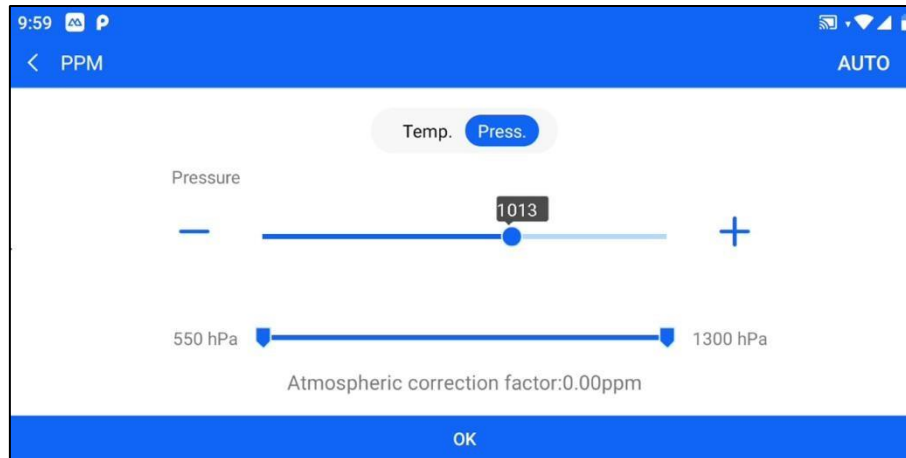 9:59
PPM
AUTO
Temp. Press.
Pressure
1013
550 hPa
1300 hPa
Atmospheric correction factor:0.00ppm
OK